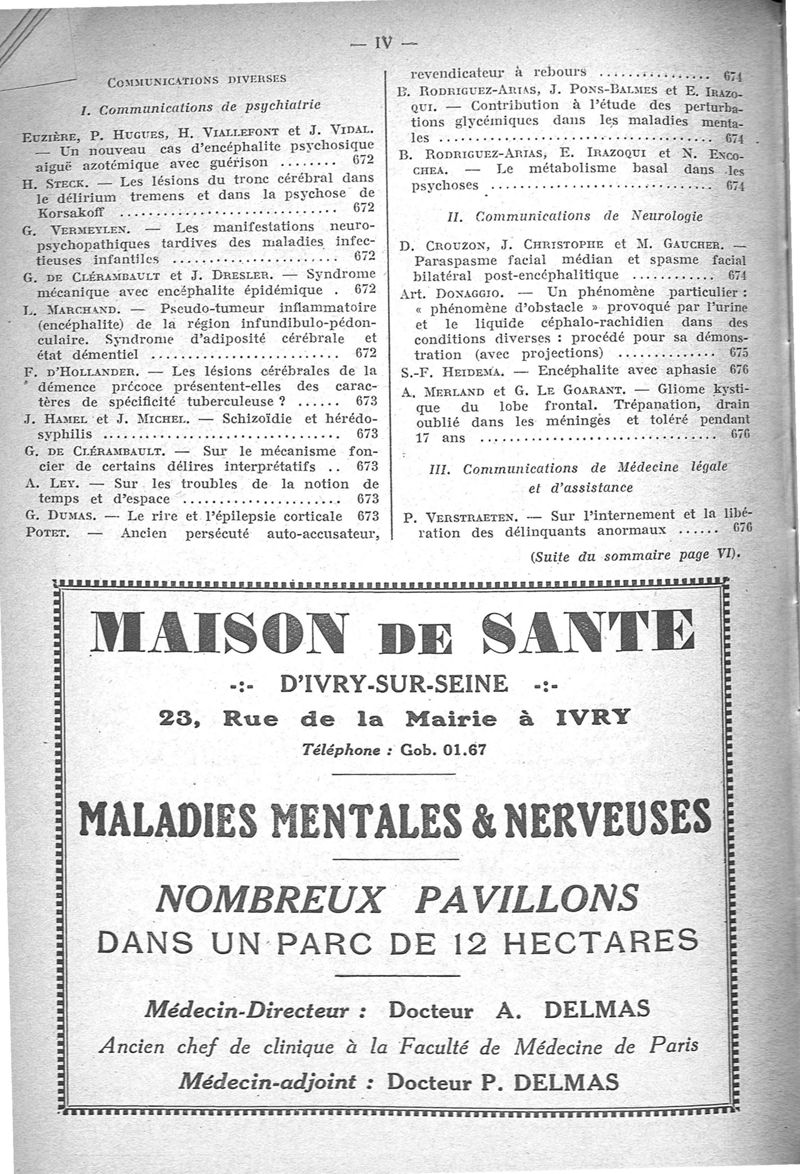 — IV —
COMMUNICATIONS DIVERSES
I. Communications de psychiatrie
EUZIÈRE, P. HUGUES, H. VIALLEFONT et J. VIDAL.
— Un nouveau cas d'encéphalite psychosique
aiguë azotémique avec guérison ........ 672
H. STECK. — Les lésions du tronc cérébral dans
le délirium tremens et dans la psychose de
Korsakoff ............................. 672
G. VERMEYLEN. — Les manifestations neuro-
psychopathiques tardives des maladies infec-
tieuses infantiles ...................... 672
G. DE CLÉRAMBAULT et J. DRESLER. — Syndrome
mécanique avec encéphalite épidémique . 672
L. MARCHAND. — Pseudo-tumeur inflammatoire
(encéphalite) de la région infundibulo-pédon-
culaire. Syndrome d'adiposité cérébrale et
état démentiel ......................... 672
F. D'HOLLANDER. — Les lésions cérébrales de la
démence précoce présentent-elles des carac-
tères de spécificité tuberculeuse ? ...... 673
J. HAMEL et J. MICHEL. — Schizoïdie et hérédo-
syphilis ................................ 673
G. DE CLÉRAMBAULT. — Sur le mécanisme fon-
cier de certains délires interprétatifs .. 673
A. LEY. — Sur les troubles de la notion de
temps et d'espace ..................... 673
G. DUMAS. — Le rire et l'épilepsie corticale 673
POTET. — Ancien persécuté auto-accusateur,
revendicateur à rebours ................ 674
B. RODRIGUEZ-ARIAS, J. PONS-BALMES et E. IRAZO-
QUI. — Contribution à l'étude des perturba-
tions glycémiques dans les maladies menta-
les ..................................... 674
B. RODRIGUEZ-ARIAS, E. IRAZOQUI et N. ENCO-
CHEA. — Le métabolisme basal dans les
psychoses ............................... 674
II. Communications de Neurologie
D. CROUZON, J. CHRISTOPHE et M. GAUCHER. —
Paraspasme facial médian et spasme facial
bilatéral post-encéphalitique ............ 674
Art. DONAGGIO. — Un phénomène particulier :
« phénomène d'obstacle » provoqué par l'urine
et le liquide céphalo-rachidien dans des
conditions diverses : procédé pour sa démons-
tration (avec projections) .............. 675
S.-F. HEIDEMA. — Encéphalite avec aphasie 676
A. MERLAND et G. LE GOARANT. — Gliome kysti-
que du lobe frontal. Trépanation, drain
oublié dans les méninges et toléré pendant
17 ans .................................. 676
III. Communications de Médecine légale
et d'assistance
P. VERSTRAETEN. — Sur l'internement et la libé-
ration des délinquants anormaux ...... 676
(Suite du sommaire page VI).
MAISON DE SANTE
-:- D'IVRY-SUR-SEINE -:-
23, Rue de la Mairie à IVRY
Téléphone : Gob. 01.67
MALADIES MENTALES & NERVEUSES
NOMBREUX PAVILLONS
DANS UN PARC DE 12 HECTARES
Médecin-Directeur : Docteur A. DELMAS
Ancien chef de clinique à la Faculté de Médecine de Paris
Médecin-adjoint : Docteur P. DELMAS